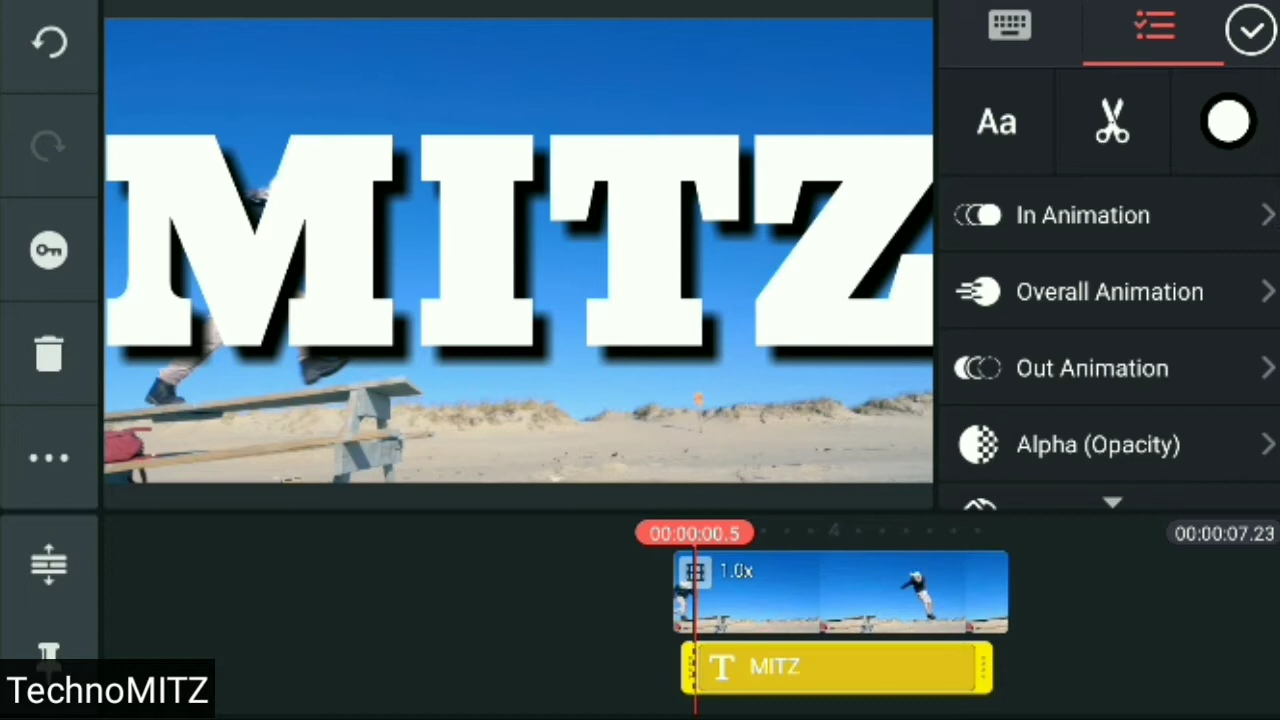 MITZ
Aa
In Animation
Overall Animation
Out Animation
Alpha (Opacity)
00:00:00.5
4
00:00:07.23
1.0x
T MITZ
TechnoMITZ